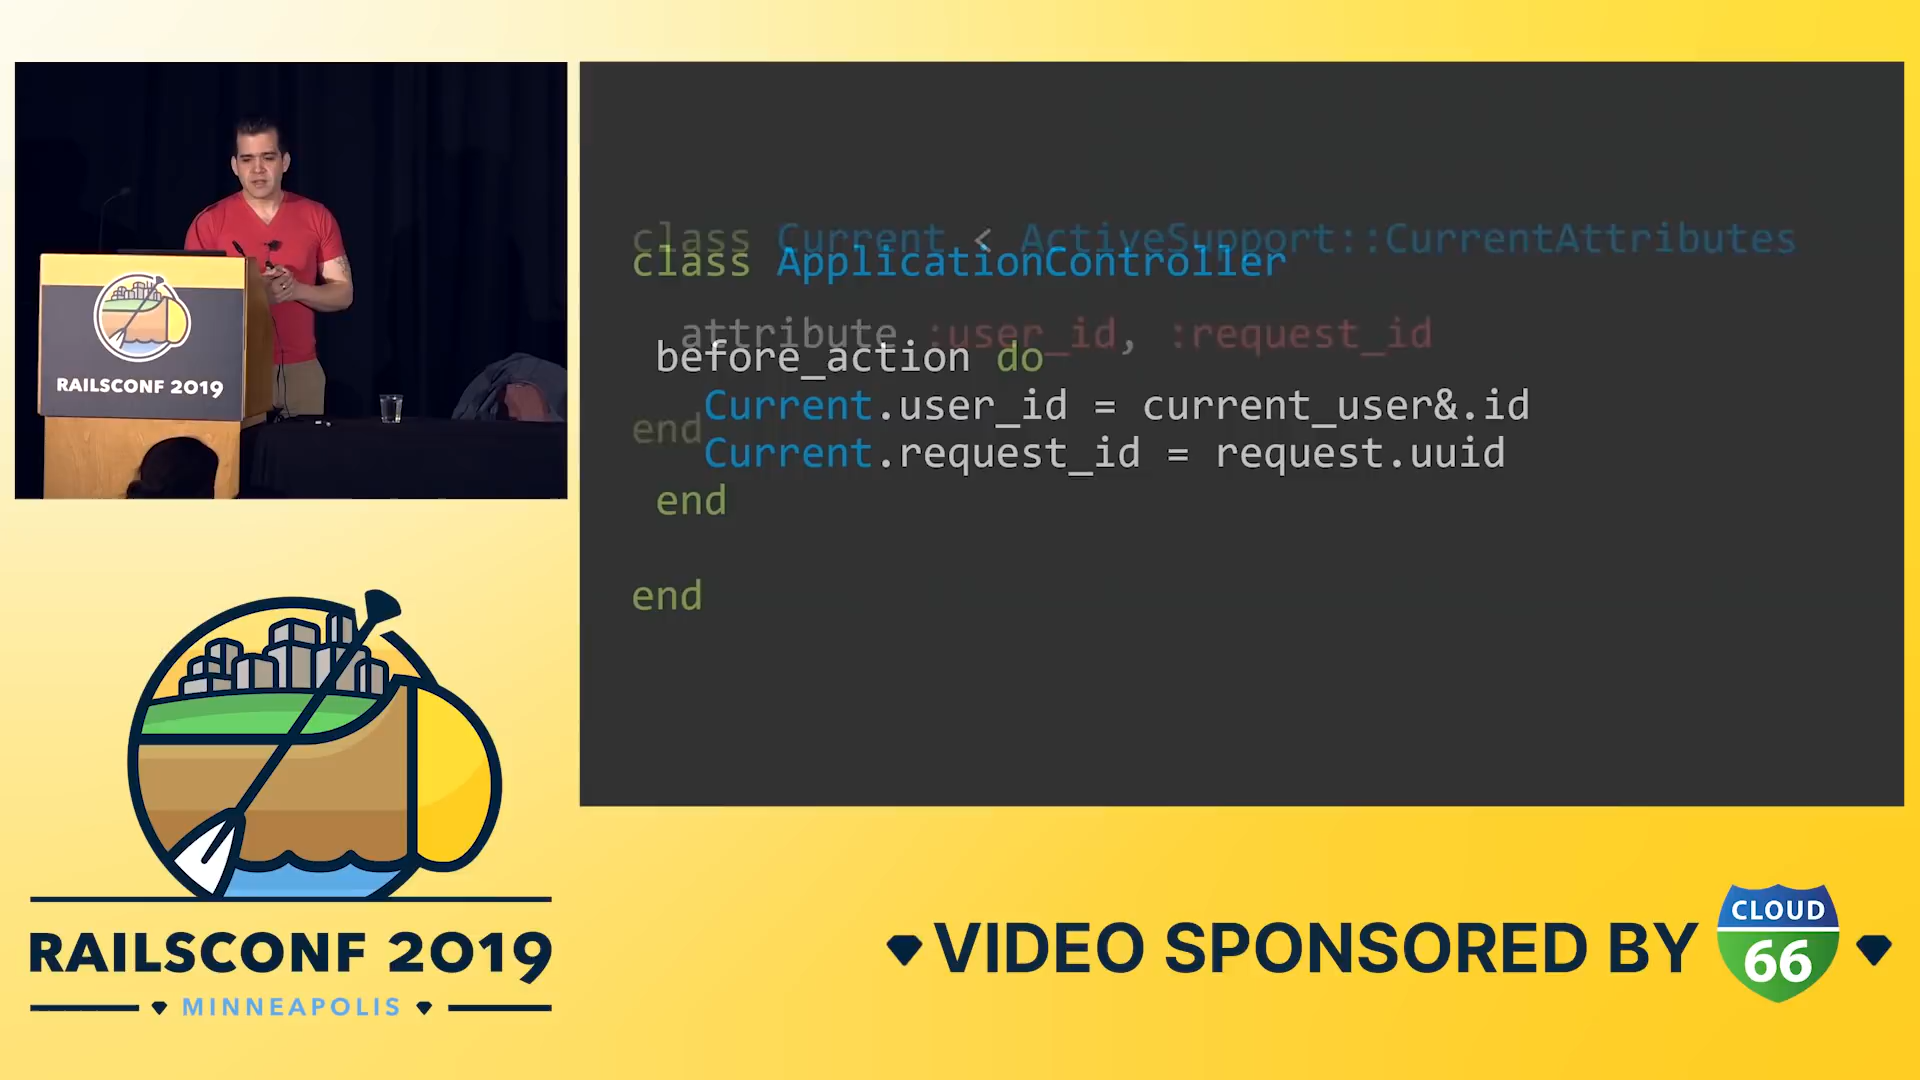 RAILSCONF 2019
class Current < ActiveSupport::CurrentAttributes
attribute :user_id, :request_id
end
class ApplicationController
before_action do
Current.user_id = current_user&.id
Current.request_id = request.uuid
end
end
RAILSCONF 2019
MINNEAPOLIS
VIDEO SPONSORED BY
CLOUD
66